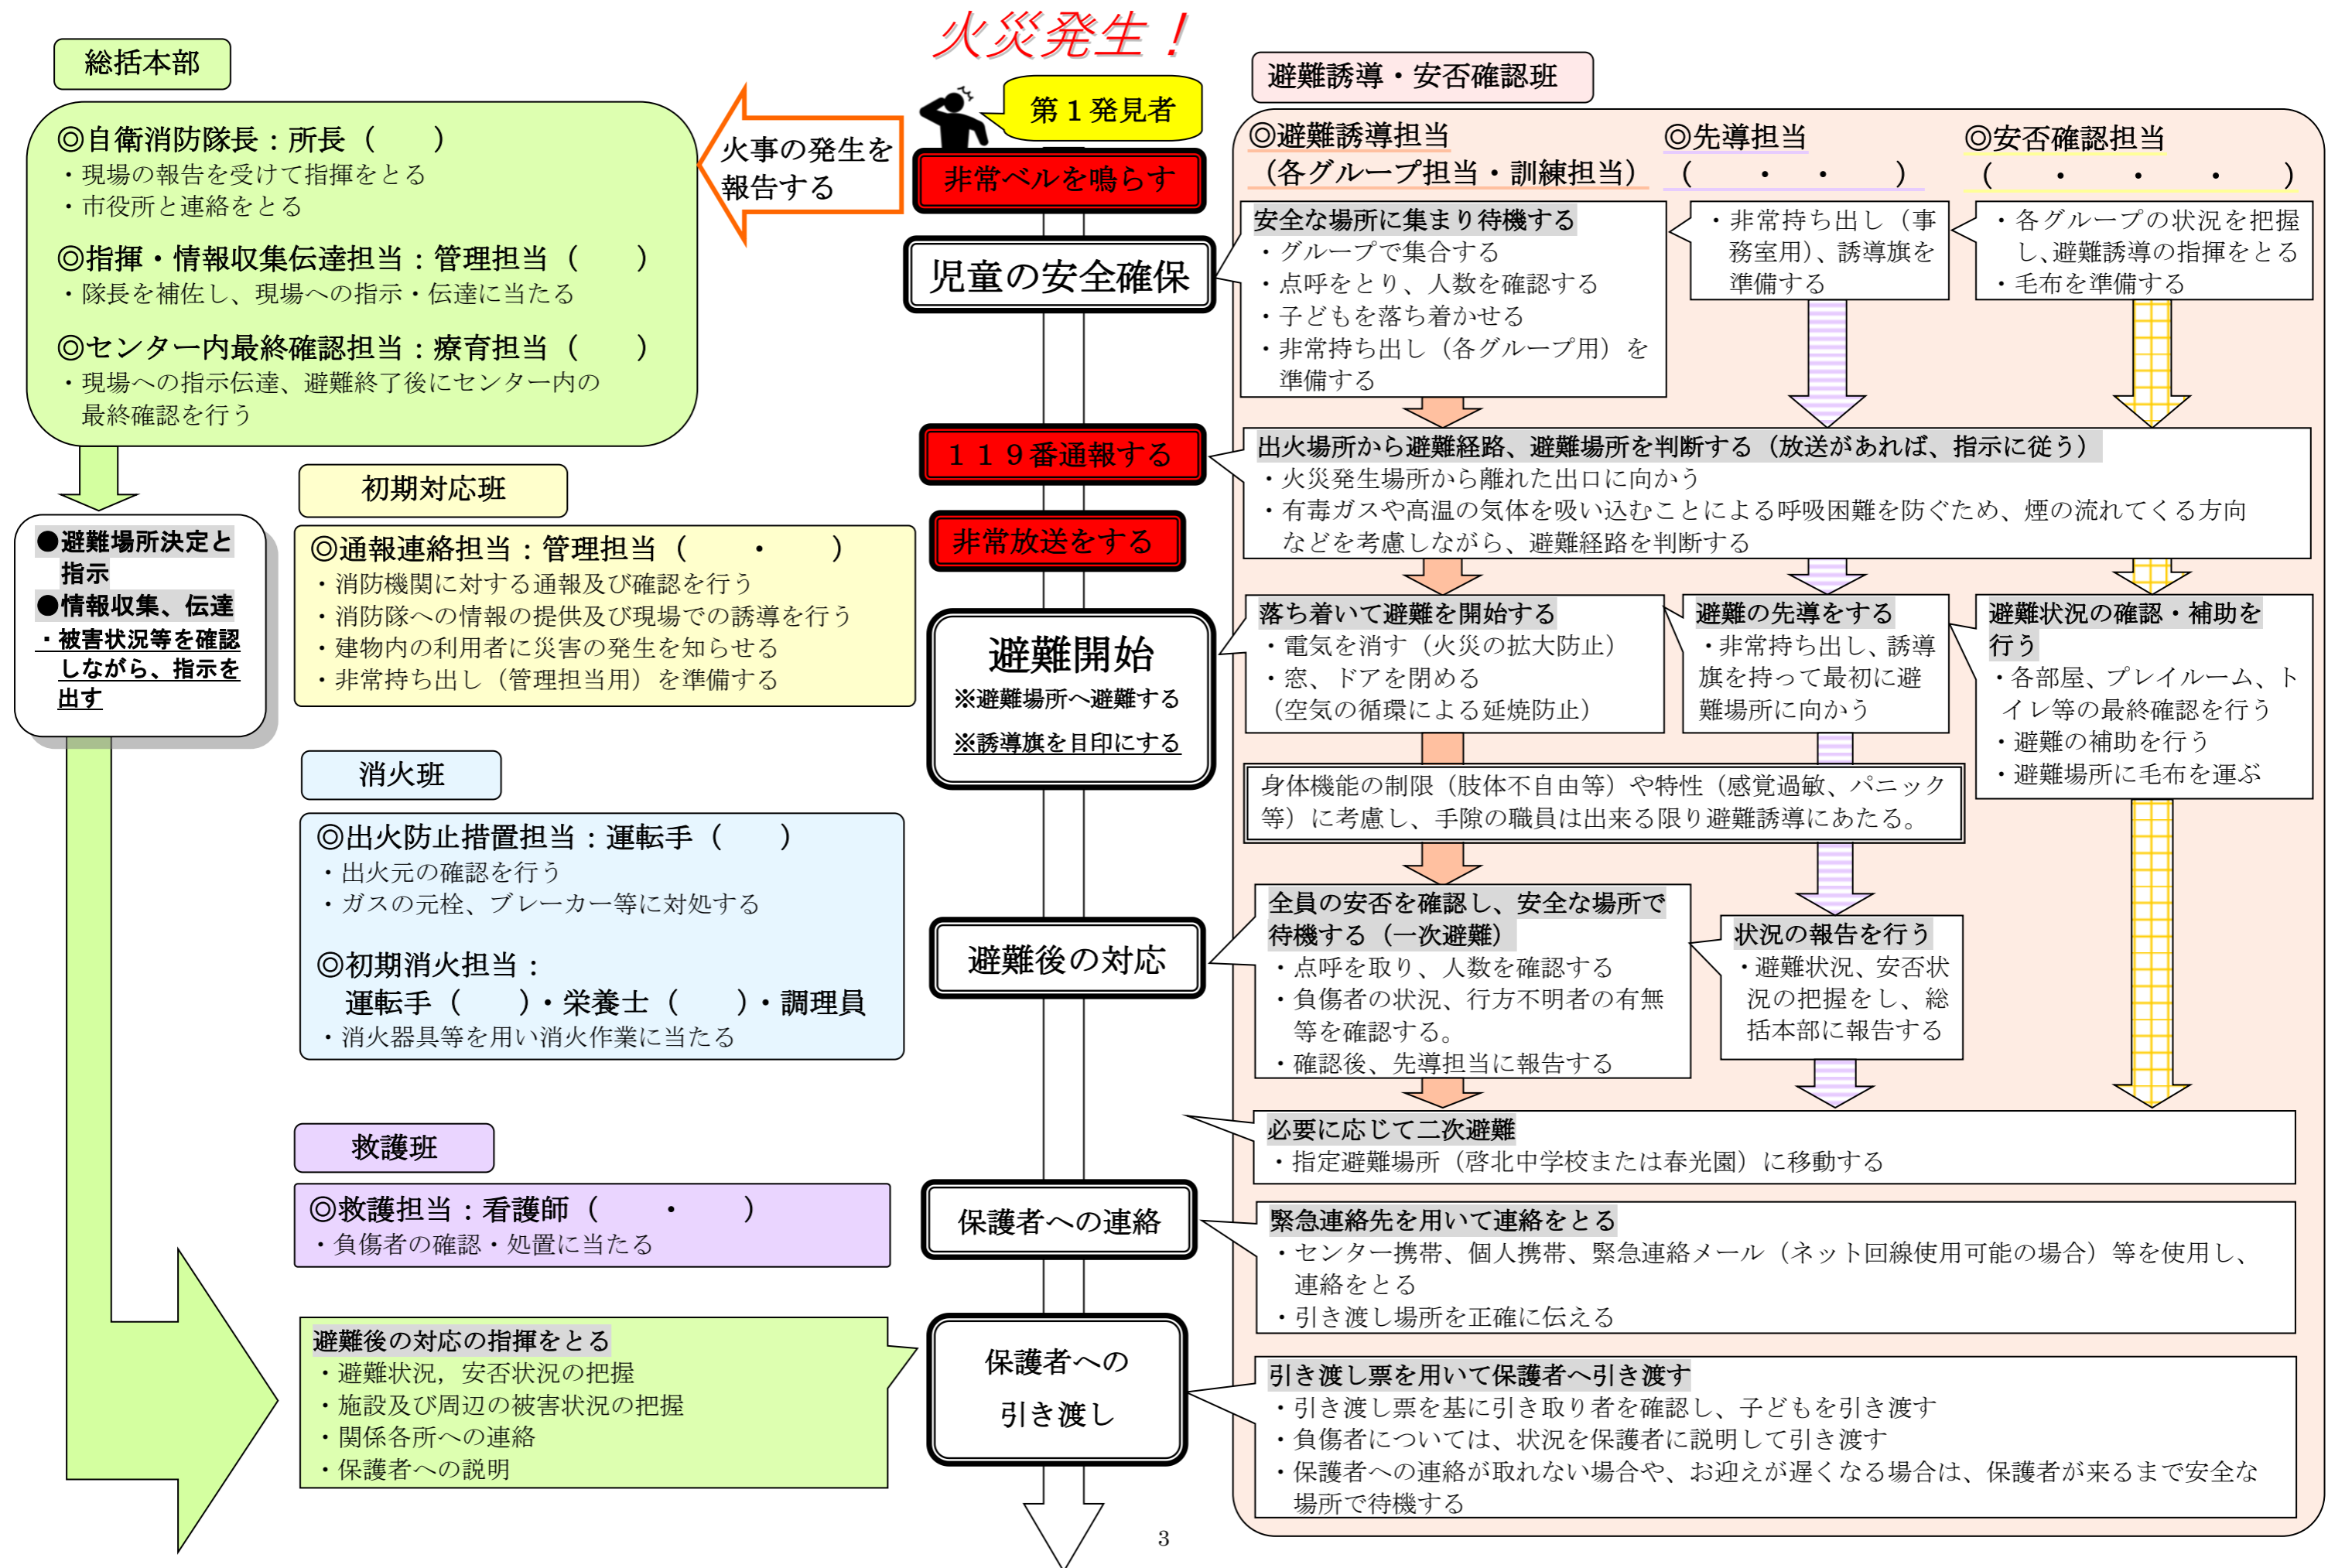 火災発生！
総括本部
◎自衛消防隊長：所長（　　）
・現場の報告を受けて指揮をとる
・市役所と連絡をとる
◎指揮・情報収集伝達担当：管理担当（　　）
・隊長を補佐し、現場への指示・伝達に当たる
◎センター内最終確認担当：療育担当（　　）
・現場への指示伝達、避難終了後にセンター内の
最終確認を行う
火事の発生を
報告する
第１発見者
非常ベルを鳴らす
児童の安全確保
１１９番通報する
非常放送をする
避難開始
※避難場所へ避難する
※誘導旗を目印にする
避難後の対応
保護者への連絡
保護者への
引き渡し
●避難場所決定と
指示
●情報収集、伝達
・被害状況等を確認
しながら、指示を
出す
初期対応班
◎通報連絡担当：管理担当（　　・　　）
・消防機関に対する通報及び確認を行う
・消防隊への情報の提供及び現場での誘導を行う
・建物内の利用者に災害の発生を知らせる
・非常持ち出し（管理担当用）を準備する
消火班
◎出火防止措置担当：運転手（　　）
・出火元の確認を行う
・ガスの元栓、ブレーカー等に対処する
◎初期消火担当：
運転手（　　）・栄養士（　　）・調理員
・消火器具等を用い消火作業に当たる
救護班
◎救護担当：看護師（　　・　　）
・負傷者の確認・処置に当たる
避難後の対応の指揮をとる
・避難状況，安否状況の把握
・施設及び周辺の被害状況の把握
・関係各所への連絡
・保護者への説明
避難誘導・安否確認班
◎避難誘導担当
（各グループ担当・訓練担当）
◎先導担当
（　　・　・　　）
◎安否確認担当
（　　・　　・　　・　　）
安全な場所に集まり待機する
・グループで集合する
・点呼をとり、人数を確認する
・子どもを落ち着かせる
・非常持ち出し（各グループ用）を
準備する
・非常持ち出し（事
務室用）、誘導旗を
準備する
・各グループの状況を把握
し、避難誘導の指揮をとる
・毛布を準備する
出火場所から避難経路、避難場所を判断する（放送があれば、指示に従う）
・火災発生場所から離れた出口に向かう
・有毒ガスや高温の気体を吸い込むことによる呼吸困難を防ぐため、煙の流れてくる方向
などを考慮しながら、避難経路を判断する
落ち着いて避難を開始する
・電気を消す（火災の拡大防止）
・窓、ドアを閉める
（空気の循環による延焼防止）
避難の先導をする
・非常持ち出し、誘導
旗を持って最初に避
難場所に向かう
避難状況の確認・補助を
行う
・各部屋、プレイルーム、ト
イレ等の最終確認を行う
・避難の補助を行う
・避難場所に毛布を運ぶ
身体機能の制限（肢体不自由等）や特性（感覚過敏、パニック
等）に考慮し、手隙の職員は出来る限り避難誘導にあたる。
全員の安否を確認し、安全な場所で
待機する（一次避難）
・点呼を取り、人数を確認する
・負傷者の状況、行方不明者の有無
等を確認する。
・確認後、先導担当に報告する
状況の報告を行う
・避難状況、安否状
況の把握をし、総
括本部に報告する
必要に応じて二次避難
・指定避難場所（啓北中学校または春光園）に移動する
緊急連絡先を用いて連絡をとる
・センター携帯、個人携帯、緊急連絡メール（ネット回線使用可能の場合）等を使用し、
連絡をとる
・引き渡し場所を正確に伝える
引き渡し票を用いて保護者へ引き渡す
・引き渡し票を基に引き取り者を確認し、子どもを引き渡す
・負傷者については、状況を保護者に説明して引き渡す
・保護者への連絡が取れない場合や、お迎えが遅くなる場合は、保護者が来るまで安全な
場所で待機する
3